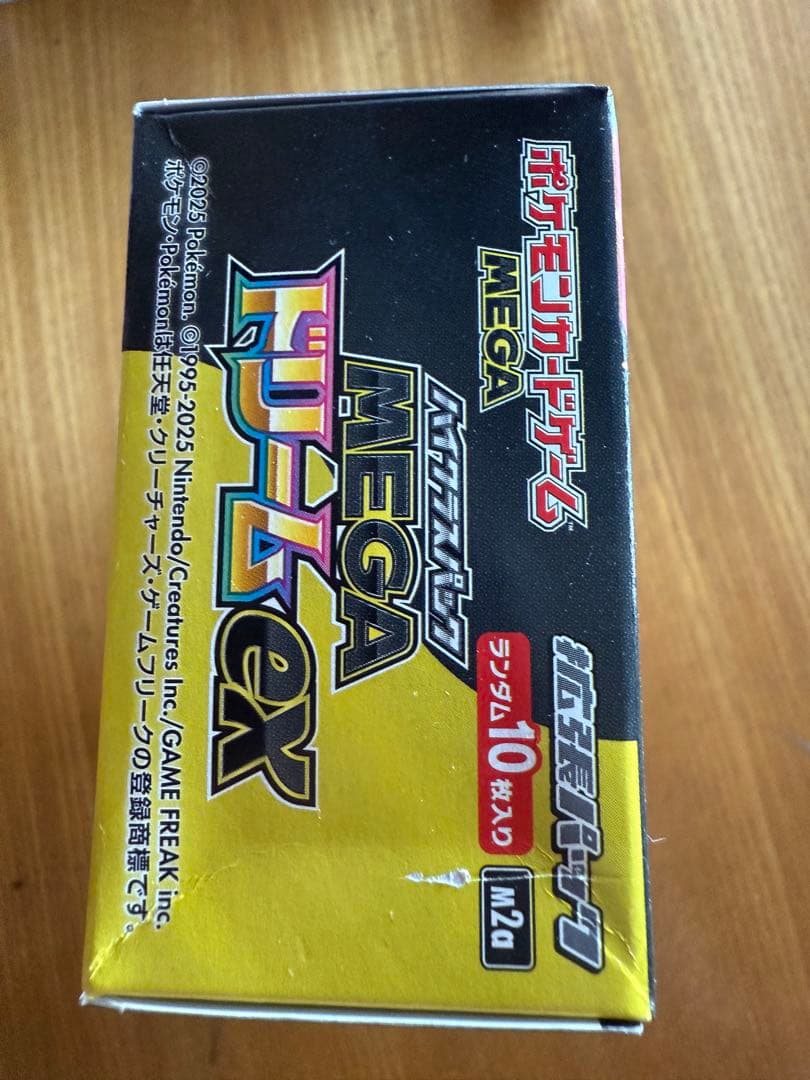 ポケモンカードゲーム™
MEGA
拡張パック
ハイクラスパック
MEGA
ドリームex
ランダム10枚入り
M2a
©2025 Pokémon. ©1995-2025 Nintendo/Creatures Inc./GAME FREAK inc.
ポケモン・Pokémonは任天堂・クリーチャーズ・ゲームフリークの登録商標です。